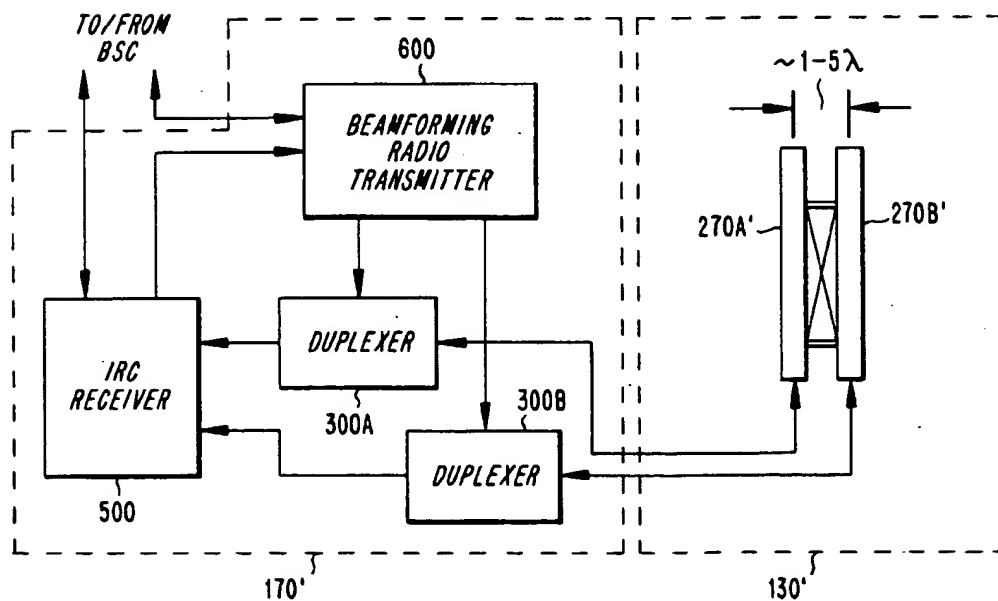 TO/FROM
BSC
600
~1-5λ
BEAMFORMING
RADIO
TRANSMITTER
270A'
270B'
DUPLEXER
IRC
RECEIVER
300A
300B
DUPLEXER
500
170'
130'